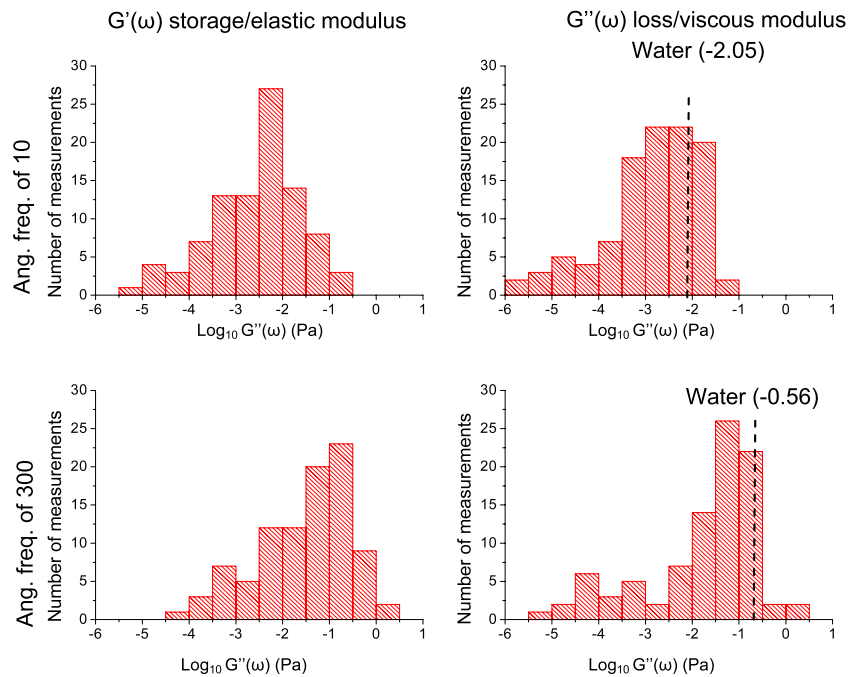 G'(ω) storage/elastic modulus
G''(ω) loss/viscous modulus
Water (-2.05)
Ang. freq. of 10
Number of measurements
30
25
20
15
10
5
0
-6 -5 -4 -3 -2 -1 0 1
Log₁₀ G''(ω) (Pa)
Number of measurements
30
25
20
15
10
5
0
-6 -5 -4 -3 -2 -1 0 1
Log₁₀ G''(ω) (Pa)
Ang. freq. of 300
Number of measurements
30
25
20
15
10
5
0
-6 -5 -4 -3 -2 -1 0 1
Log₁₀ G''(ω) (Pa)
Water (-0.56)
Number of measurements
30
25
20
15
10
5
0
-6 -5 -4 -3 -2 -1 0 1
Log₁₀ G''(ω) (Pa)